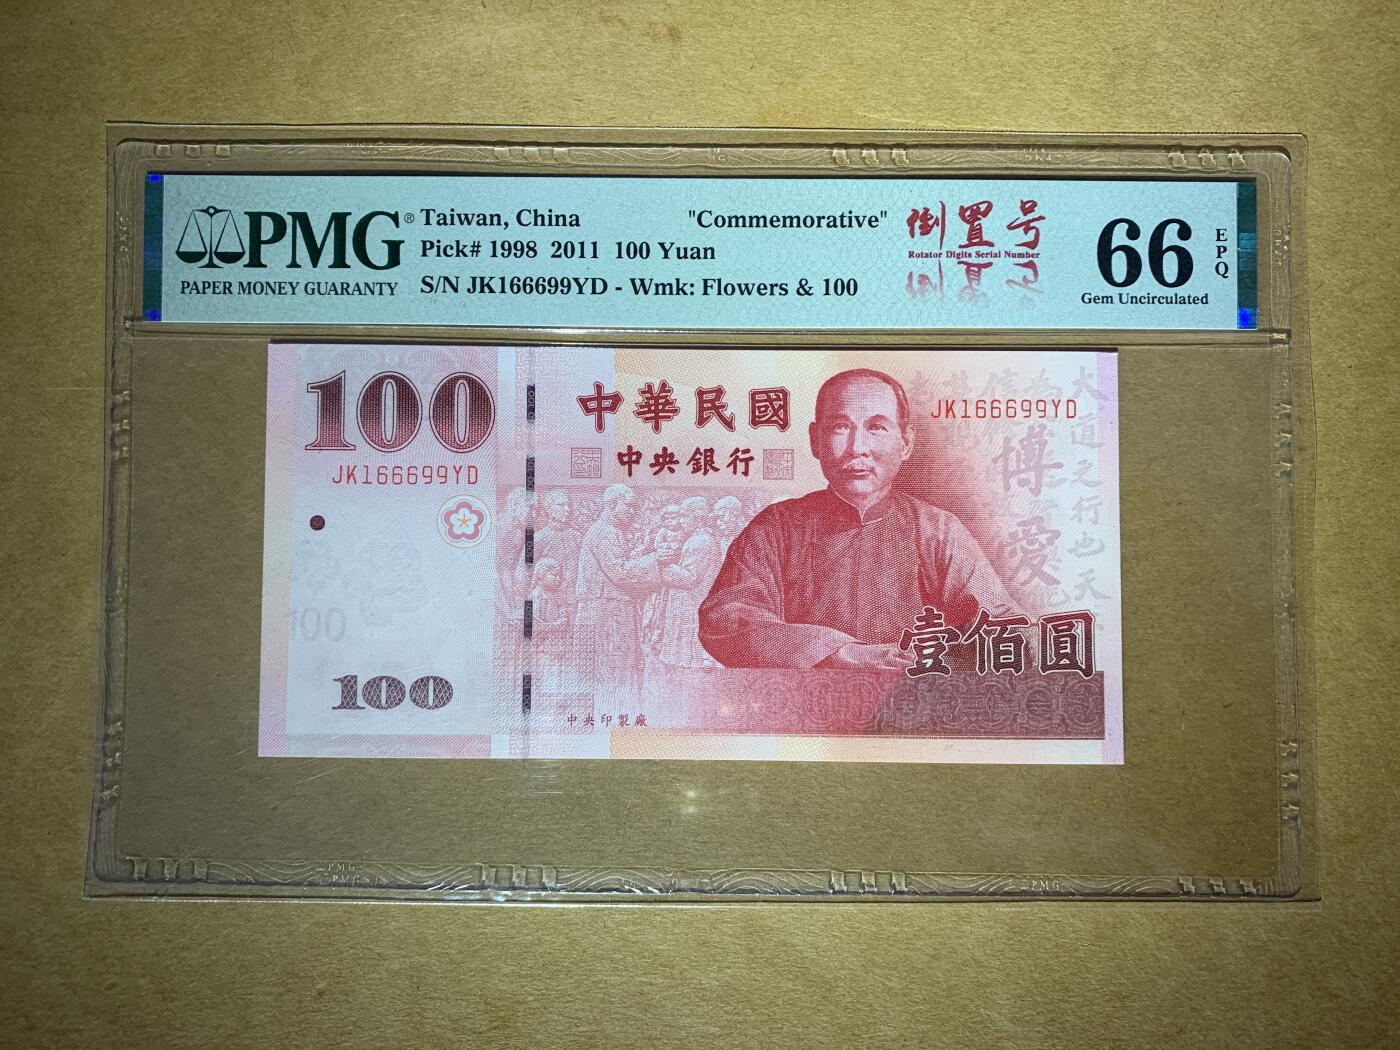 PMG®
PAPER MONEY GUARANTY
Taiwan, China "Commemorative"
Pick# 1998 2011 100 Yuan
S/N JK166699YD - Wmk: Flowers & 100
倒置号
Rotator Digits Serial Number
66
EPQ
Gem Uncirculated
100
JK166699YD
中華民國
中央銀行
JK166699YD
博愛
大道之行也天
100
壹佰圓
100
中央印製廠